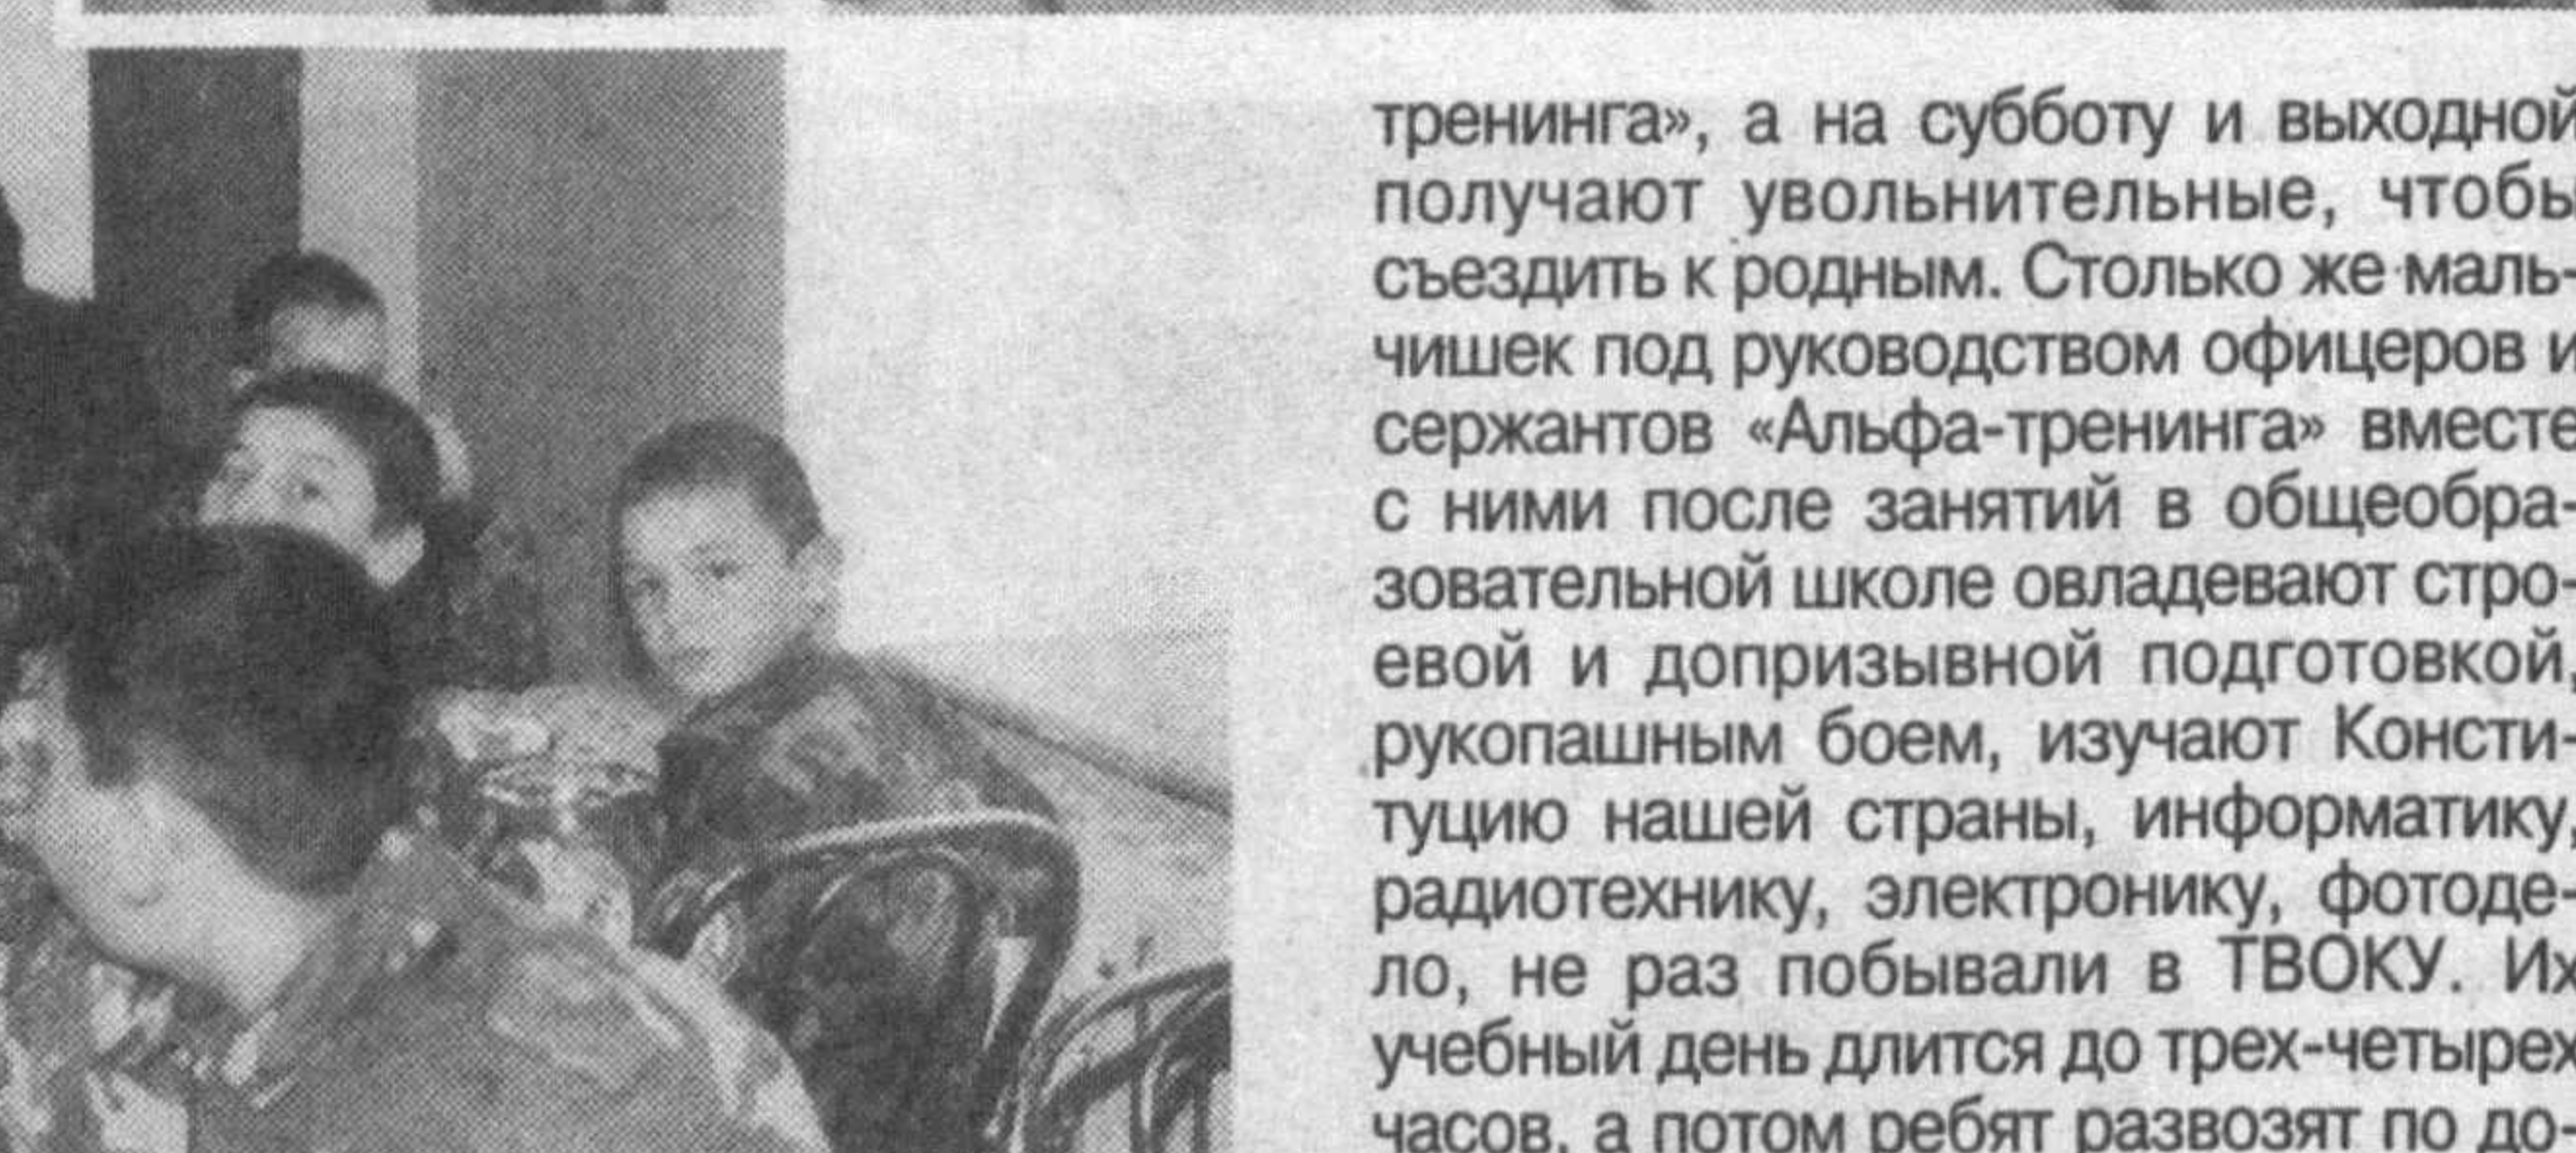 тренинга», а на субботу и выходной
получают увольнительные, чтобы
съездить к родным. Столько же маль-
чишек под руководством офицеров и
сержантов «Альфа-тренинга» вместе
с ними после занятий в общеобра-
зовательной школе овладевают стро-
евой и допризывной подготовкой,
рукопашным боем, изучают Консти-
туцию нашей страны, информатику,
радиотехнику, электронику, фотоде-
ло, не раз побывали в ТВОКУ. Их
учебный день длится до трех-четырех
часов, а потом ребят развозят по до-